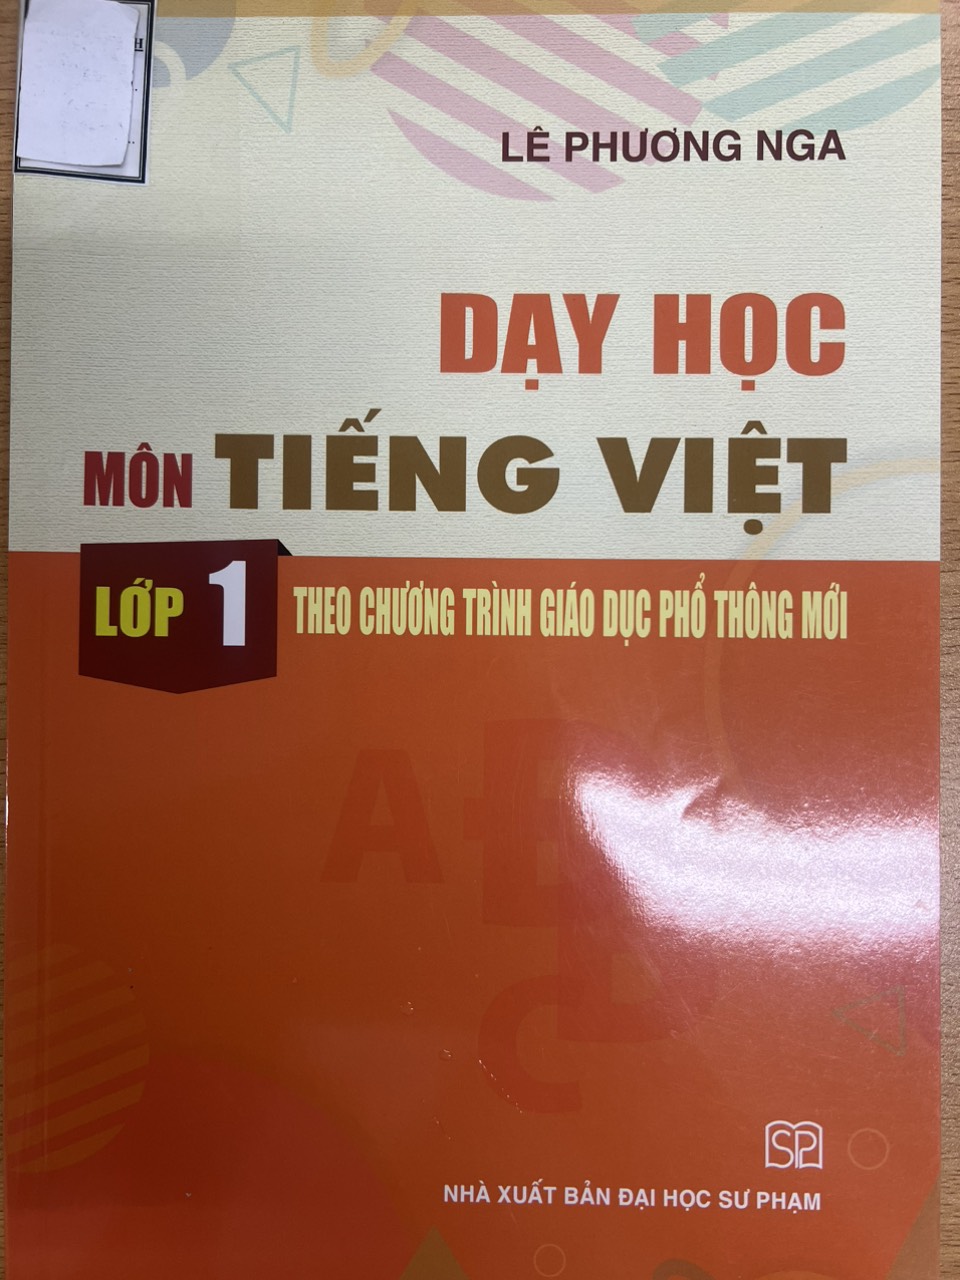 LÊ PHƯƠNG NGA
DẠY HỌC
MÔN TIẾNG VIỆT
LỚP 1 THEO CHƯƠNG TRÌNH GIÁO DỤC PHỔ THÔNG MỚI
A
B
C
SP
NHÀ XUẤT BẢN ĐẠI HỌC SƯ PHẠM